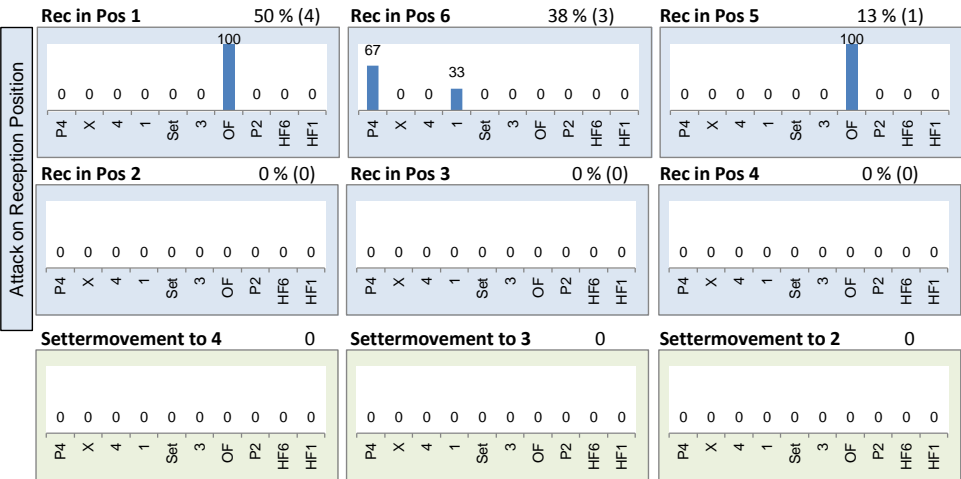 Attack on Reception Position
Rec in Pos 1 50 % (4)
100
0 0 0 0 0 0 0 0 0
P4 X 4 1 Set 3 OF P2 HF6 HF1
Rec in Pos 6 38 % (3)
67
33
0 0 0 0 0 0 0 0
P4 X 4 1 Set 3 OF P2 HF6 HF1
Rec in Pos 5 13 % (1)
100
0 0 0 0 0 0 0 0 0
P4 X 4 1 Set 3 OF P2 HF6 HF1
Rec in Pos 2 0 % (0)
0 0 0 0 0 0 0 0 0 0
P4 X 4 1 Set 3 OF P2 HF6 HF1
Rec in Pos 3 0 % (0)
0 0 0 0 0 0 0 0 0 0
P4 X 4 1 Set 3 OF P2 HF6 HF1
Rec in Pos 4 0 % (0)
0 0 0 0 0 0 0 0 0 0
P4 X 4 1 Set 3 OF P2 HF6 HF1
Settermovement to 4 0
0 0 0 0 0 0 0 0 0 0
P4 X 4 1 Set 3 OF P2 HF6 HF1
Settermovement to 3 0
0 0 0 0 0 0 0 0 0 0
P4 X 4 1 Set 3 OF P2 HF6 HF1
Settermovement to 2 0
0 0 0 0 0 0 0 0 0 0
P4 X 4 1 Set 3 OF P2 HF6 HF1